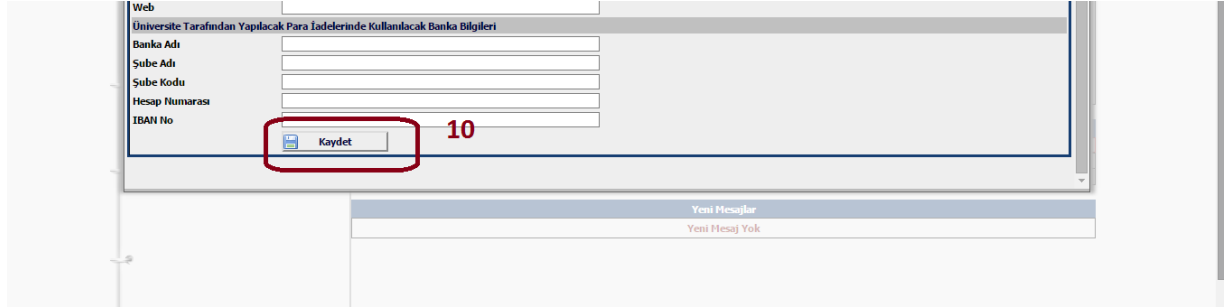 Web
Üniversite Tarafından Yapılacak Para İadelerinde Kullanılacak Banka Bilgileri
Banka Adı
Şube Adı
Şube Kodu
Hesap Numarası
IBAN No
10
Kaydet
Yeni Mesajlar
Yeni Mesaj Yok